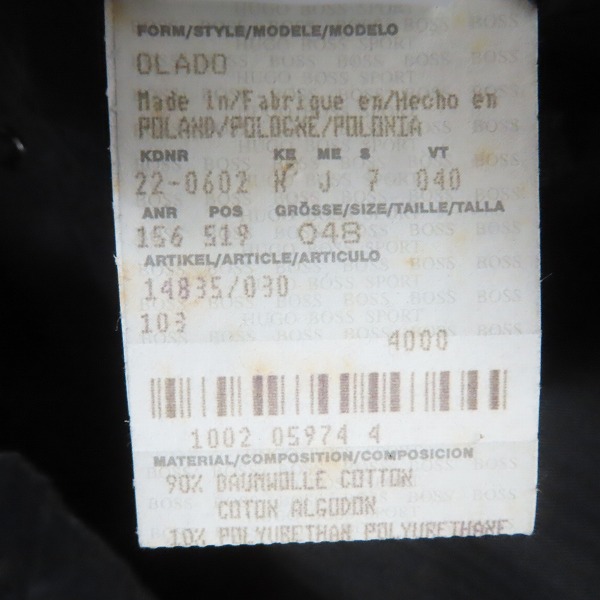 FORM/STYLE/MODELE/MODELO
OLADO
Made in/Fabrique en/Hecho en
POLAND/POLOGNE/POLONIA
KDNR KE ME S VT
22-0602 K J 7 040
ANR POS GRÖSSE/SIZE/TAILLE/TALLA
156 519 048
ARTIKEL/ARTICLE/ARTICULO
14835/030
103
4000
1002 05974 4
MATERIAL/COMPOSITION/COMPOSICION
90% BAUMWOLLE COTTON
COTON ALGODON
10% POLYURETHAN POLYURETHANE